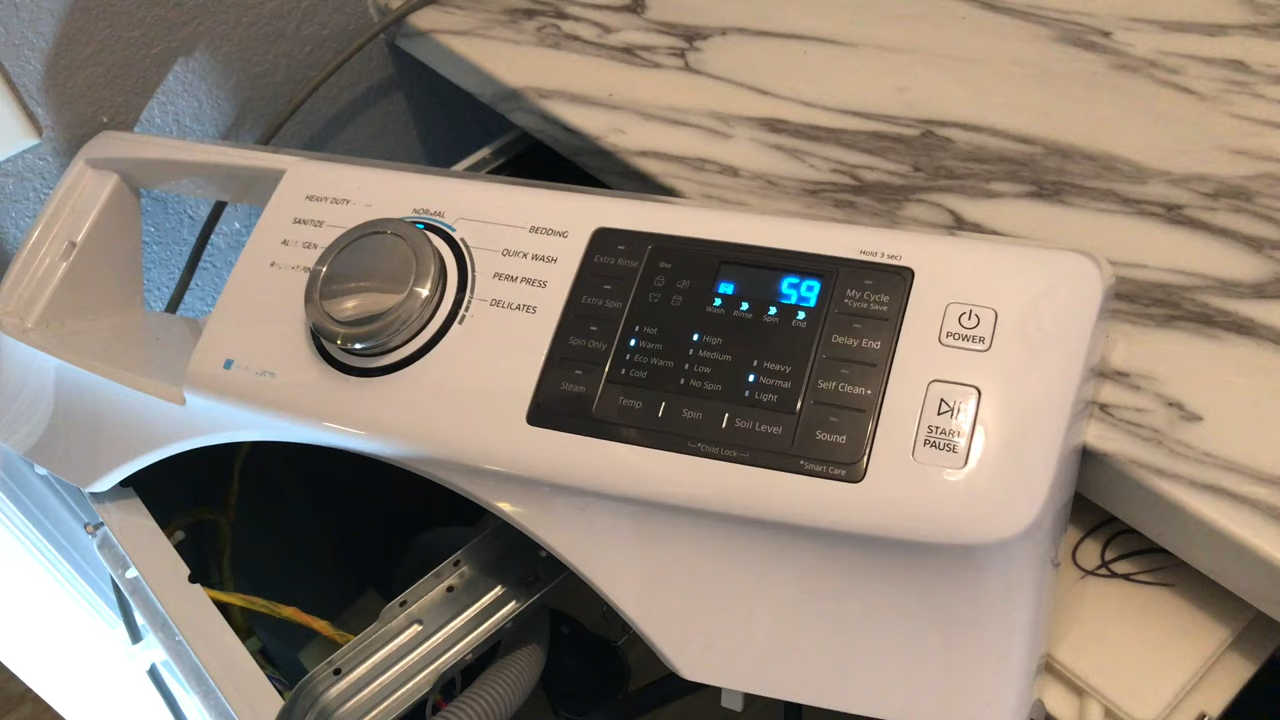 HEAVY DUTY
SANITIZE
NORMAL
BEDDING
QUICK WASH
PERM PRESS
DELICATES
Extra Rinse
Extra Spin
Spin Only
Steam
59
Wash
Rinse
Spin
End
Hot
Warm
Eco Warm
Cold
High
Medium
Low
No Spin
Heavy
Normal
Light
Temp.
Spin
Soil Level
*Child Lock
(Hold 3 sec)
My Cycle
*Cycle Save
Delay End
Self Clean+
Sound
*Smart Care
POWER
START
PAUSE